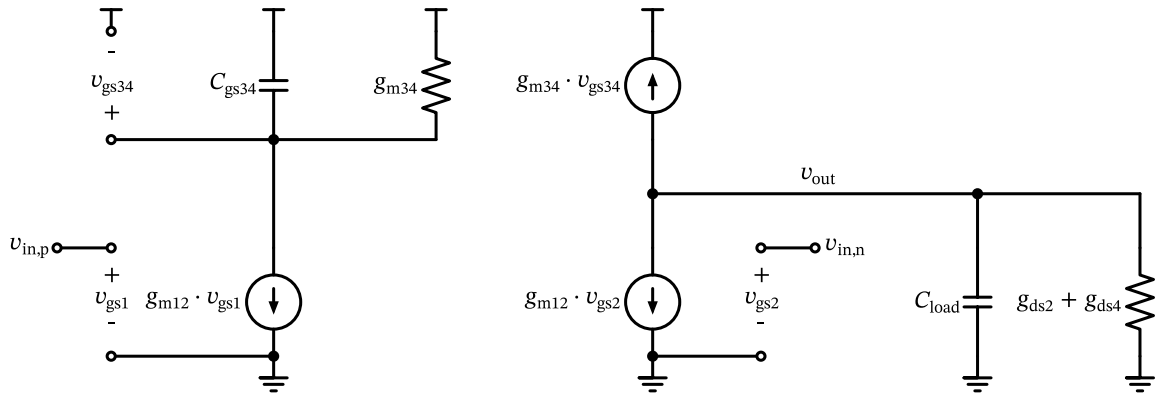 -
v_gs34
+
C_gs34
g_m34
g_m34 · v_gs34
v_out
v_in,p
+
v_gs1
-
g_m12 · v_gs1
g_m12 · v_gs2
+
v_gs2
-
v_in,n
C_load
g_ds2 + g_ds4